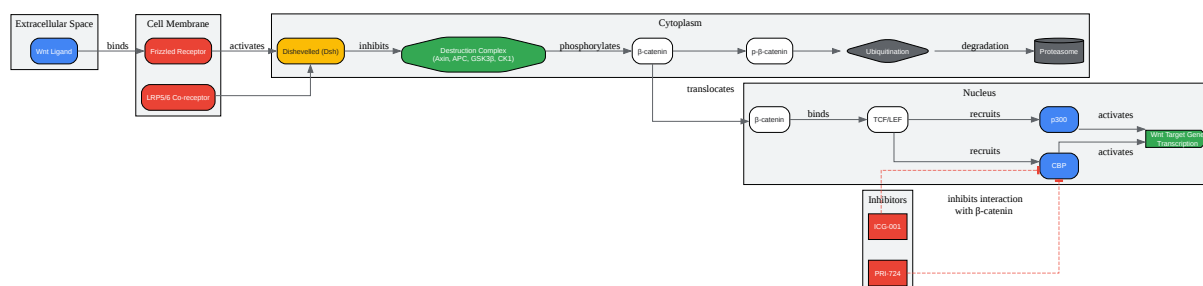 Extracellular Space
Wnt Ligand
binds
Cell Membrane
Frizzled Receptor
LRP5/6 Co-receptor
activates
Cytoplasm
Dishevelled (Dsh)
inhibits
Destruction Complex
(Axin, APC, GSK3β, CK1)
phosphorylates
β-catenin
p-β-catenin
Ubiquitination
degradation
Proteasome
translocates
Nucleus
β-catenin
binds
TCF/LEF
recruits
p300
activates
recruits
CBP
activates
Wnt Target Gene
Transcription
Inhibitors
ICG-001
PRI-724
inhibits interaction
with β-catenin